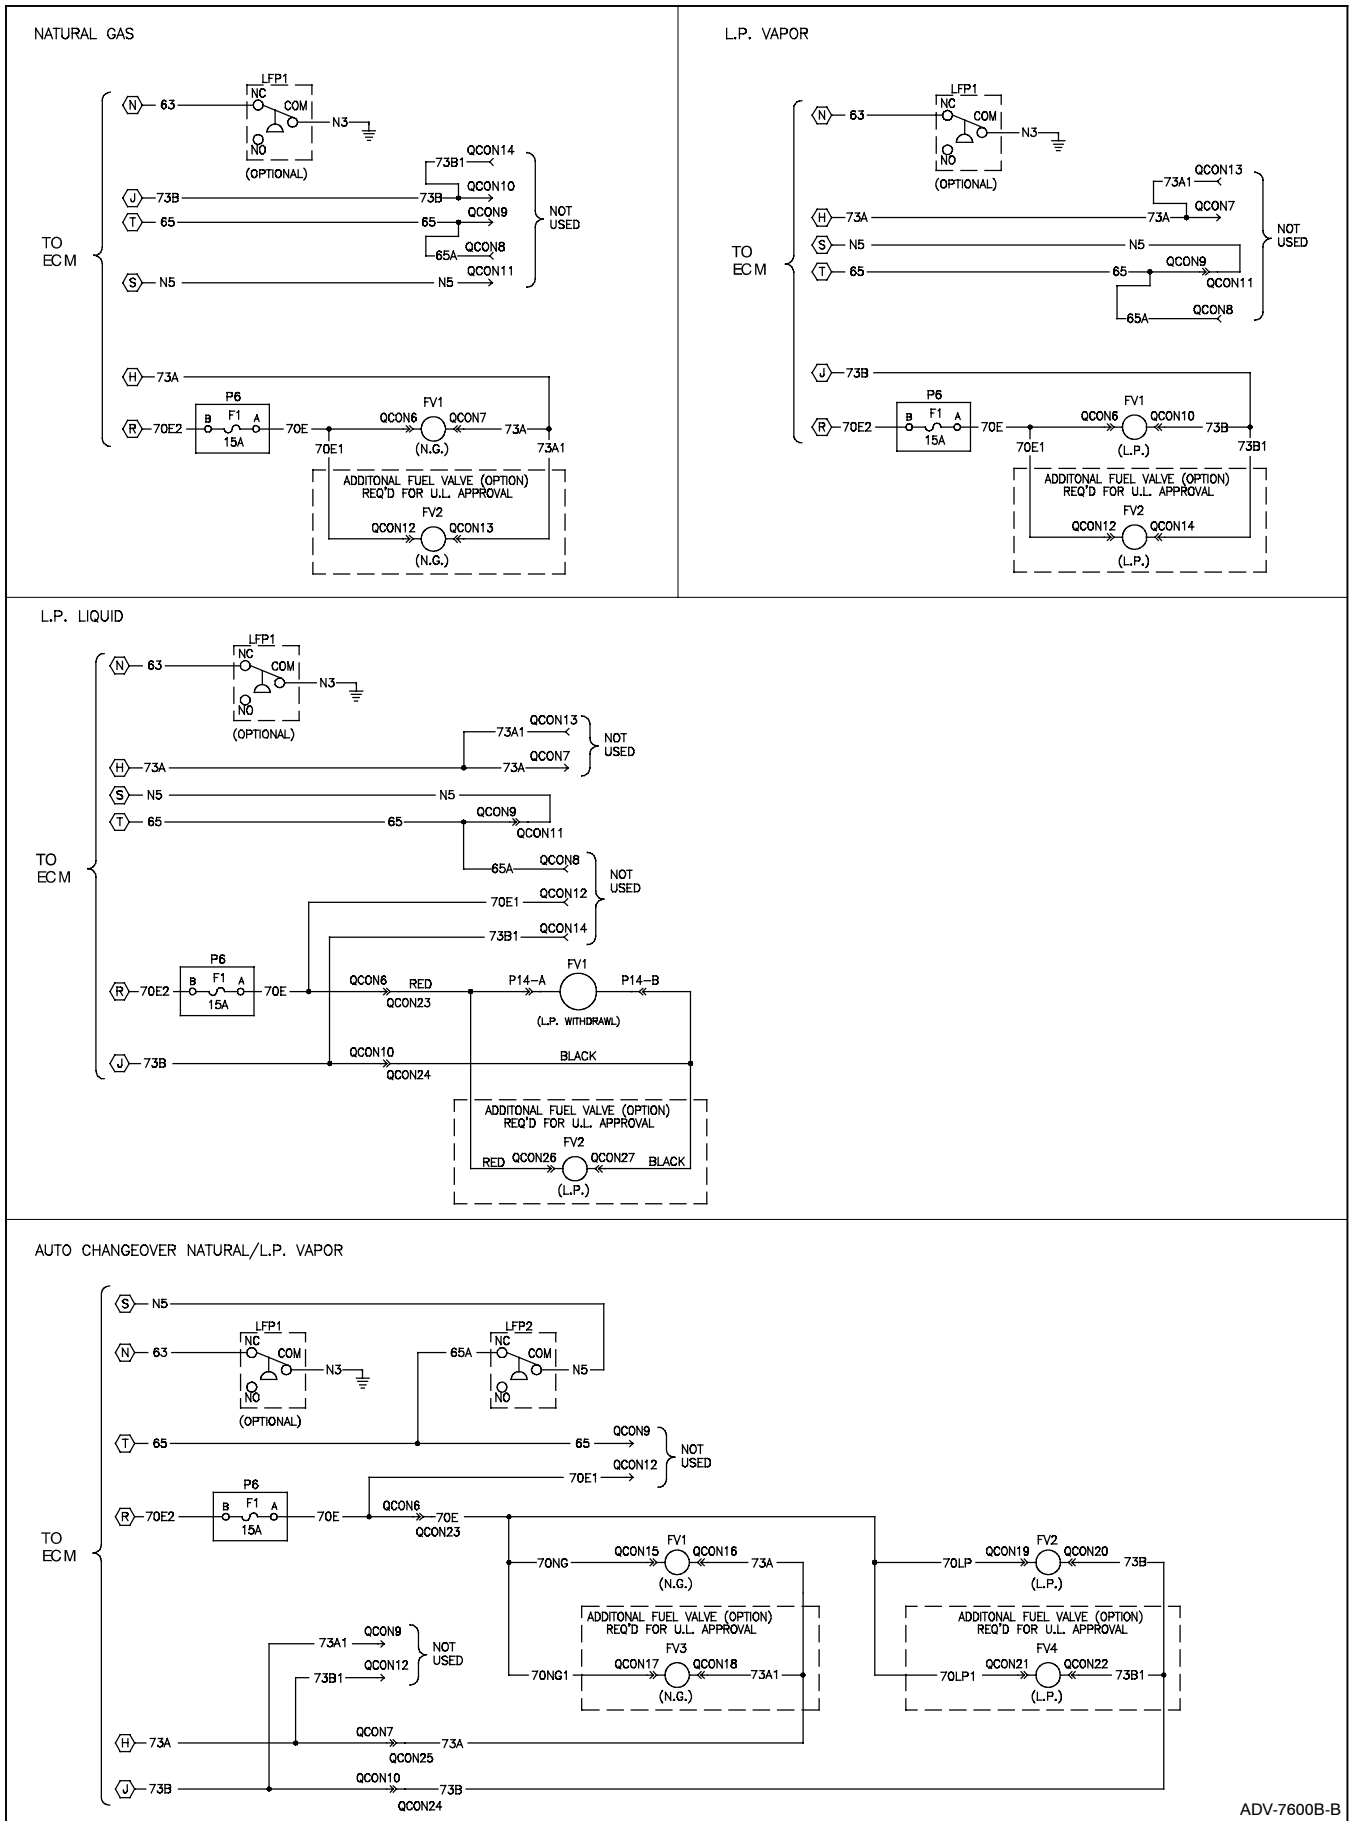 NATURAL GAS
LFP1
NC
COM
N 63
N3
NO
(OPTIONAL)
QCON14
73B1
QCON10
J 73B 73B
QCON9
T 65 65
NOT
USED
65A QCON8
QCON11
S N5 N5
TO
ECM
H 73A
P6
B F1 A
15A
R 70E2 70E
FV1
QCON6 QCON7
73A
(N.G.)
70E1
73A1
ADDITONAL FUEL VALVE (OPTION)
REQ'D FOR U.L. APPROVAL
FV2
QCON12 QCON13
(N.G.)
L.P. VAPOR
LFP1
NC
COM
N 63
N3
NO
(OPTIONAL)
QCON13
73A1
QCON7
H 73A 73A
NOT
USED
S N5 N5
QCON9
T 65 65
QCON11
QCON8
65A
TO
ECM
J 73B
P6
B F1 A
15A
R 70E2 70E
FV1
QCON6 QCON10
73B
(L.P.)
70E1
73B1
ADDITONAL FUEL VALVE (OPTION)
REQ'D FOR U.L. APPROVAL
FV2
QCON12 QCON14
(L.P.)
L.P. LIQUID
LFP1
NC
COM
N 63
N3
NO
(OPTIONAL)
QCON13
73A1
NOT
USED
QCON7
H 73A 73A
S N5 N5
QCON9
T 65 65
QCON11
QCON8
65A
NOT
USED
QCON12
70E1
QCON14
73B1
TO
ECM
P6
B F1 A
15A
R 70E2 70E
QCON6 RED
QCON23
P14-A FV1 P14-B
(L.P. WITHDRAWL)
J 73B
QCON10
QCON24
BLACK
ADDITONAL FUEL VALVE (OPTION)
REQ'D FOR U.L. APPROVAL
FV2
RED QCON26 QCON27 BLACK
(L.P.)
AUTO CHANGEOVER NATURAL/L.P. VAPOR
S N5
LFP1
NC
COM
N 63
N3
NO
(OPTIONAL)
LFP2
65A NC
COM
N5
NO
T 65 65
QCON9
QCON12
70E1
NOT
USED
P6
B F1 A
15A
R 70E2 70E
QCON6 70E
QCON23
TO
ECM
FV1
70NG QCON15 QCON16 73A
(N.G.)
FV2
70LP QCON19 QCON20 73B
(L.P.)
ADDITONAL FUEL VALVE (OPTION)
REQ'D FOR U.L. APPROVAL
FV3
70NG1 QCON17 QCON18 73A1
(N.G.)
ADDITONAL FUEL VALVE (OPTION)
REQ'D FOR U.L. APPROVAL
FV4
70LP1 QCON21 QCON22 73B1
(L.P.)
73A1 QCON9
73B1 QCON12
NOT
USED
H 73A
QCON7
73A
QCON25
J 73B
QCON10
73B
QCON24
ADV-7600B-B